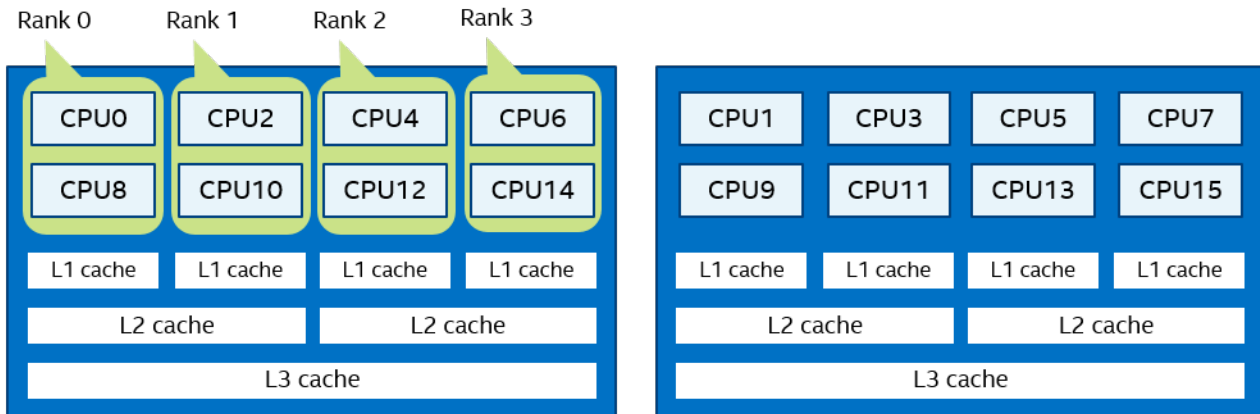 Rank 0 Rank 1 Rank 2 Rank 3
CPU0 CPU2 CPU4 CPU6 CPU1 CPU3 CPU5 CPU7
CPU8 CPU10 CPU12 CPU14 CPU9 CPU11 CPU13 CPU15
L1 cache L1 cache L1 cache L1 cache L1 cache L1 cache L1 cache L1 cache
L2 cache L2 cache L2 cache L2 cache
L3 cache L3 cache